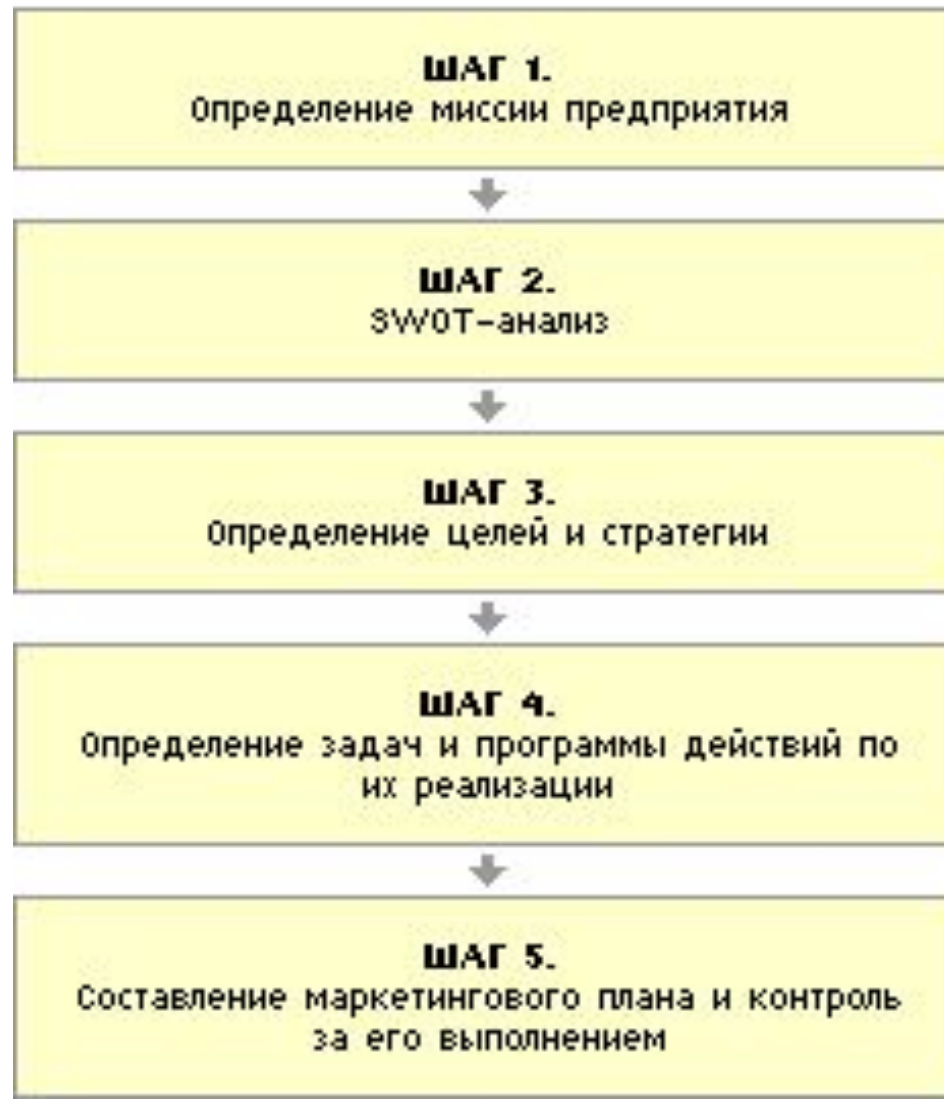 ШАГ 1.
Определение миссии предприятия
ШАГ 2.
SWOT-анализ
ШАГ 3.
Определение целей и стратегии
ШАГ 4.
Определение задач и программы действий по
их реализации
ШАГ 5.
Составление маркетингового плана и контроль
за его выполнением